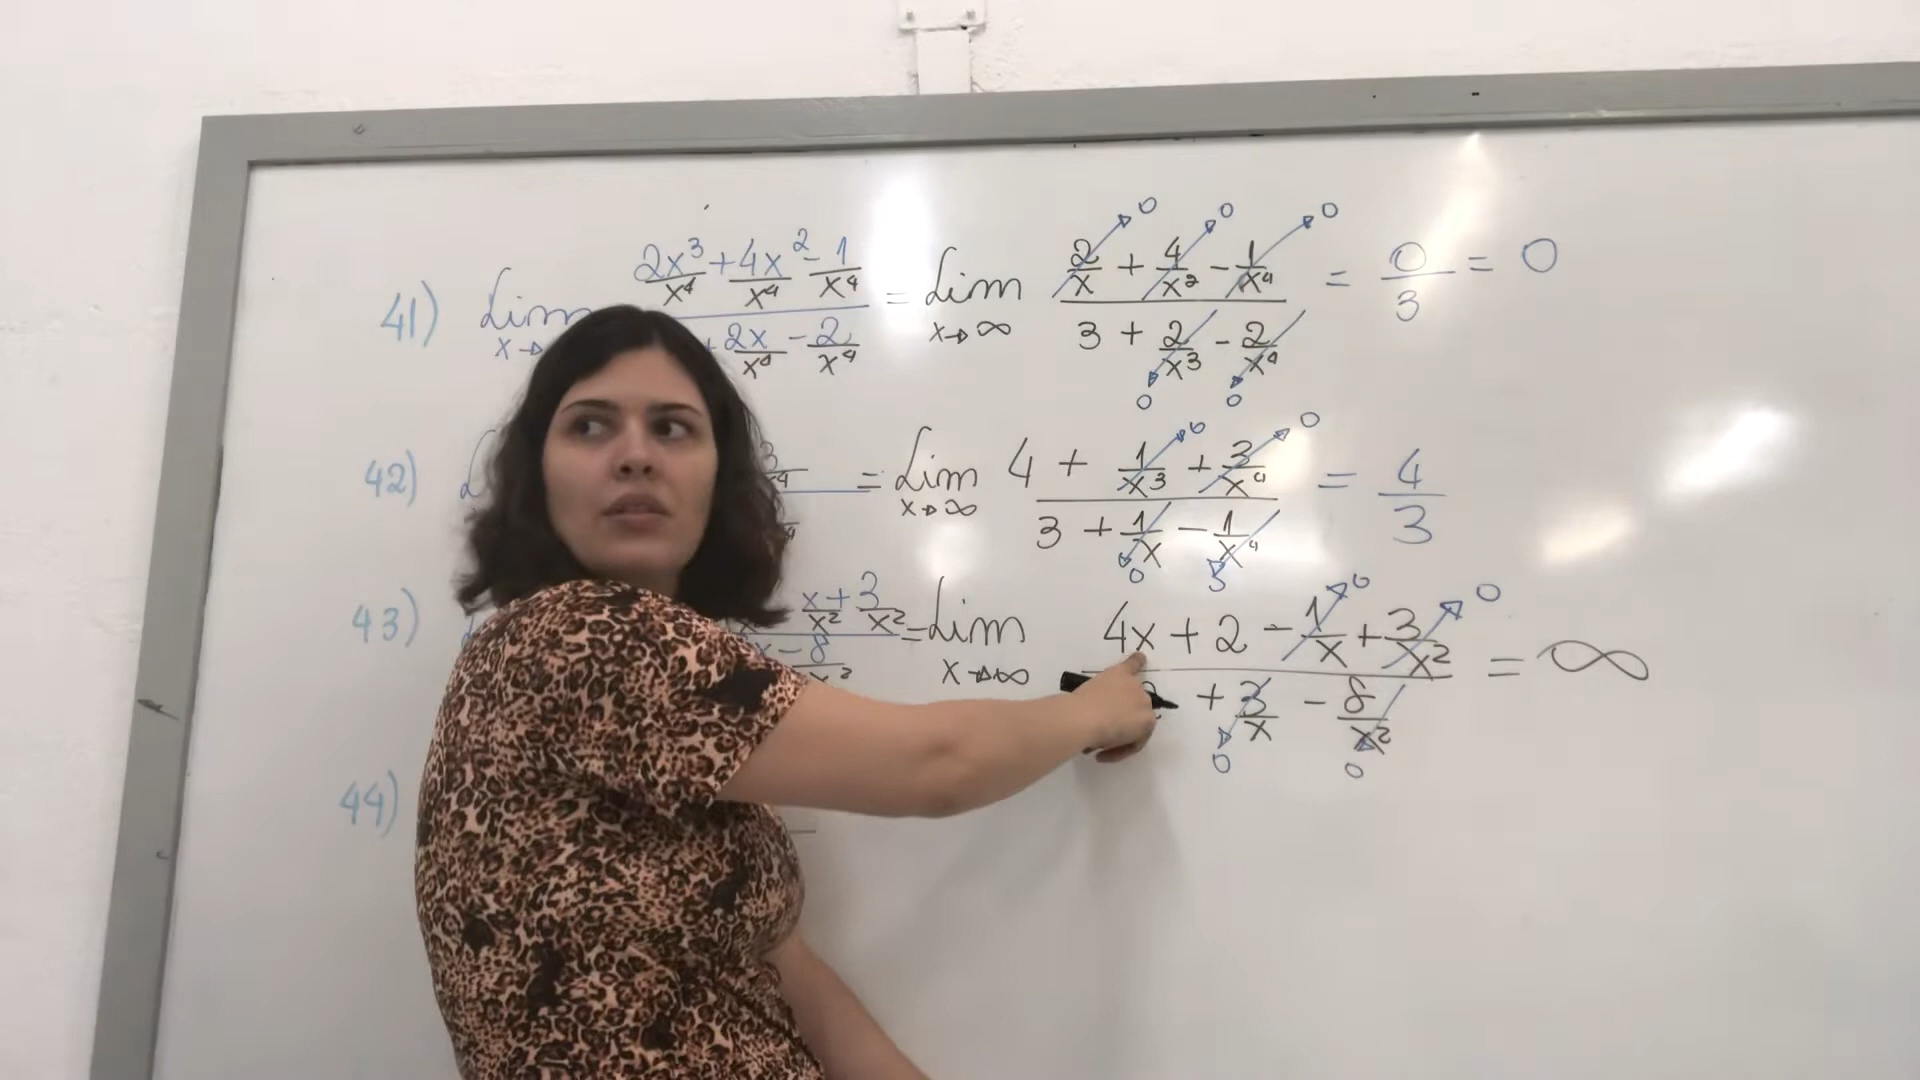 41) Lim x→ (2x³/x⁴ + 4x²/x⁴ - 1/x⁴)/( + 2x/x⁴ - 2/x⁴) = Lim x→∞ (2/x + 4/x² - 1/x⁴)/(3 + 2/x³ - 2/x⁴) = 0/3 = 0
42) = Lim x→∞ (4 + 1/x³ + 3/x⁴)/(3 + 1/x - 1/x⁴) = 4/3
43) x/x² + 3/x² - 8/x² = Lim x→∞ (4x + 2 - 1/x + 3/x²)/( + 3/x - 8/x²) = ∞
44)